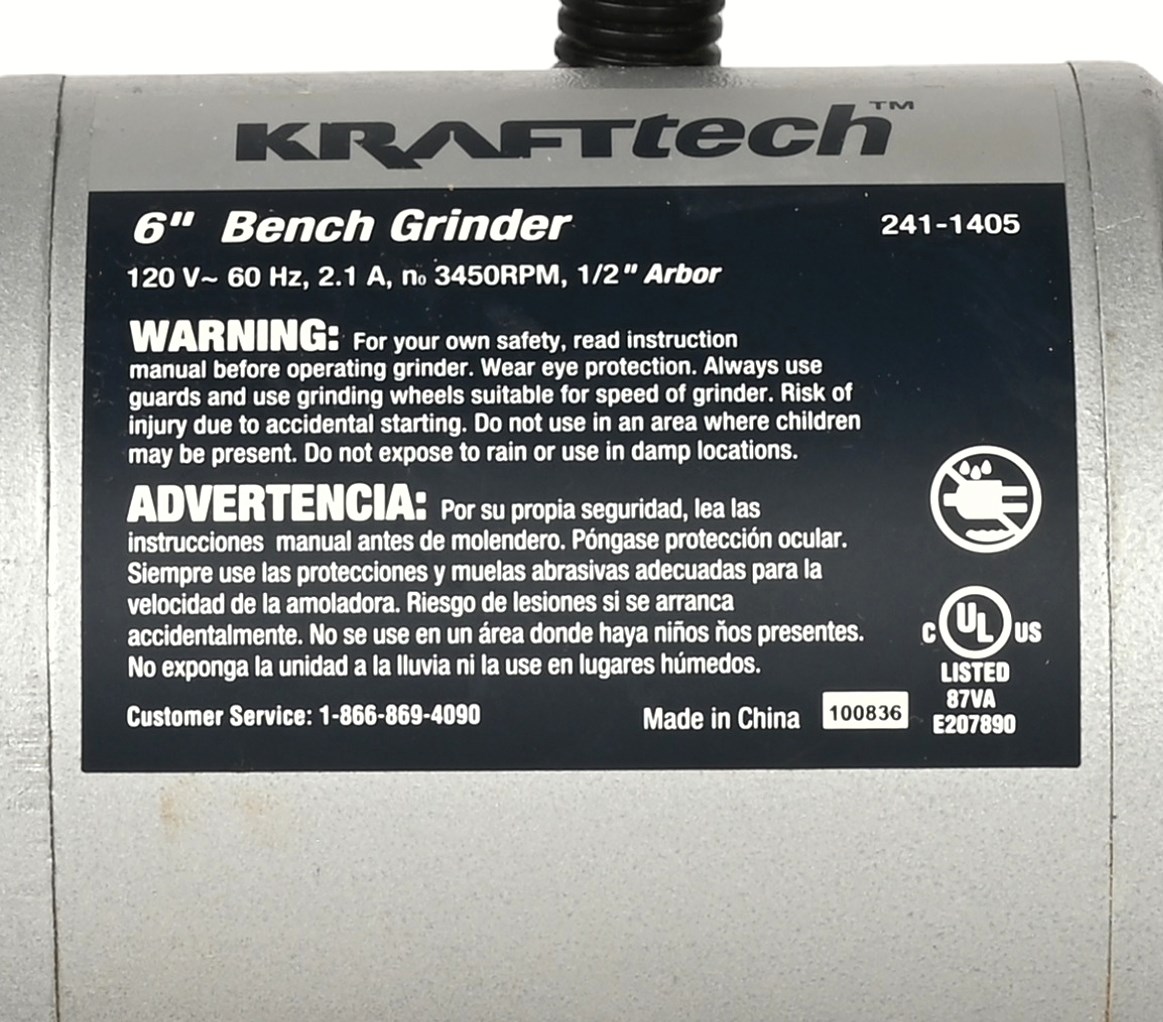 KRAFTtech™
6" Bench Grinder 241-1405
120 V~ 60 Hz, 2.1 A, n₀ 3450RPM, 1/2" Arbor
WARNING: For your own safety, read instruction
manual before operating grinder. Wear eye protection. Always use
guards and use grinding wheels suitable for speed of grinder. Risk of
injury due to accidental starting. Do not use in an area where children
may be present. Do not expose to rain or use in damp locations.
ADVERTENCIA: Por su propia seguridad, lea las
instrucciones manual antes de molendero. Póngase protección ocular.
Siempre use las protecciones y muelas abrasivas adecuadas para la
velocidad de la amoladora. Riesgo de lesiones si se arranca
accidentalmente. No se use en un área donde haya niños ños presentes.
No exponga la unidad a la lluvia ni la use en lugares húmedos.
C UL US
LISTED
87VA
E207890
Customer Service: 1-866-869-4090 Made in China 100836